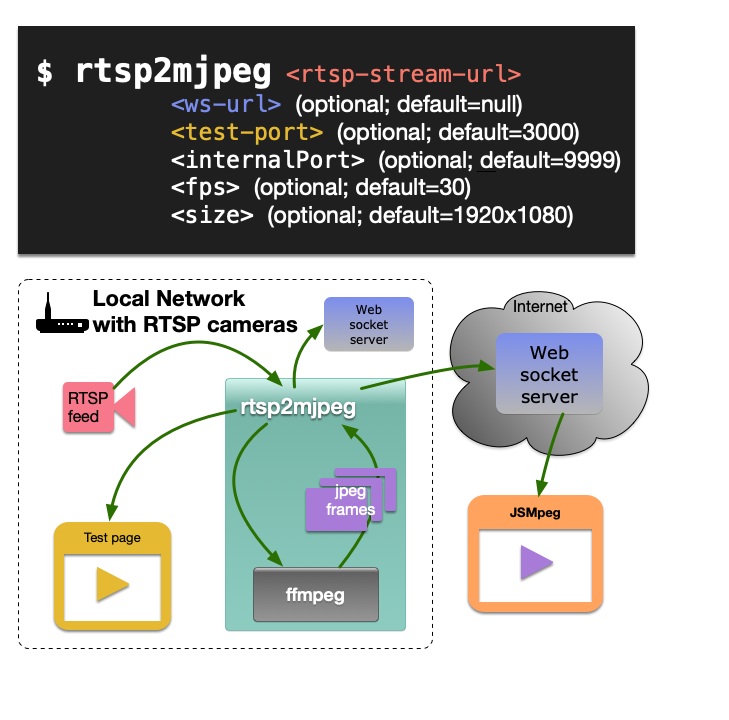 $ rtsp2mjpeg <rtsp-stream-url>
<ws-url> (optional; default=null)
<test-port> (optional; default=3000)
<internalPort> (optional; default=9999)
<fps> (optional; default=30)
<size> (optional; default=1920x1080)
Local Network
with RTSP cameras
Web
socket
server
Internet
Web
socket
server
RTSP
feed
rtsp2mjpeg
jpeg
frames
JSMpeg
Test page
ffmpeg